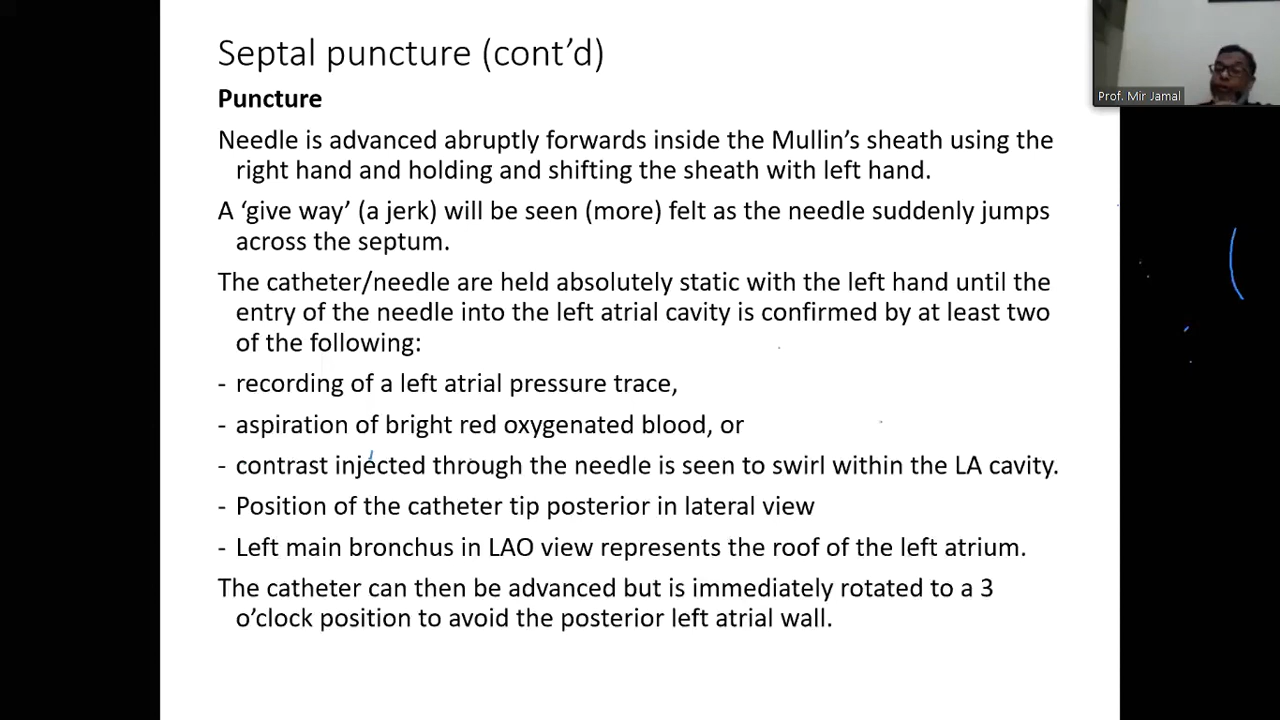 Septal puncture (cont’d)
Puncture
Needle is advanced abruptly forwards inside the Mullin’s sheath using the
right hand and holding and shifting the sheath with left hand.
A ‘give way’ (a jerk) will be seen (more) felt as the needle suddenly jumps
across the septum.
The catheter/needle are held absolutely static with the left hand until the
entry of the needle into the left atrial cavity is confirmed by at least two
of the following:
- recording of a left atrial pressure trace,
- aspiration of bright red oxygenated blood, or
- contrast injected through the needle is seen to swirl within the LA cavity.
- Position of the catheter tip posterior in lateral view
- Left main bronchus in LAO view represents the roof of the left atrium.
The catheter can then be advanced but is immediately rotated to a 3
o’clock position to avoid the posterior left atrial wall.
Prof. Mir Jamal